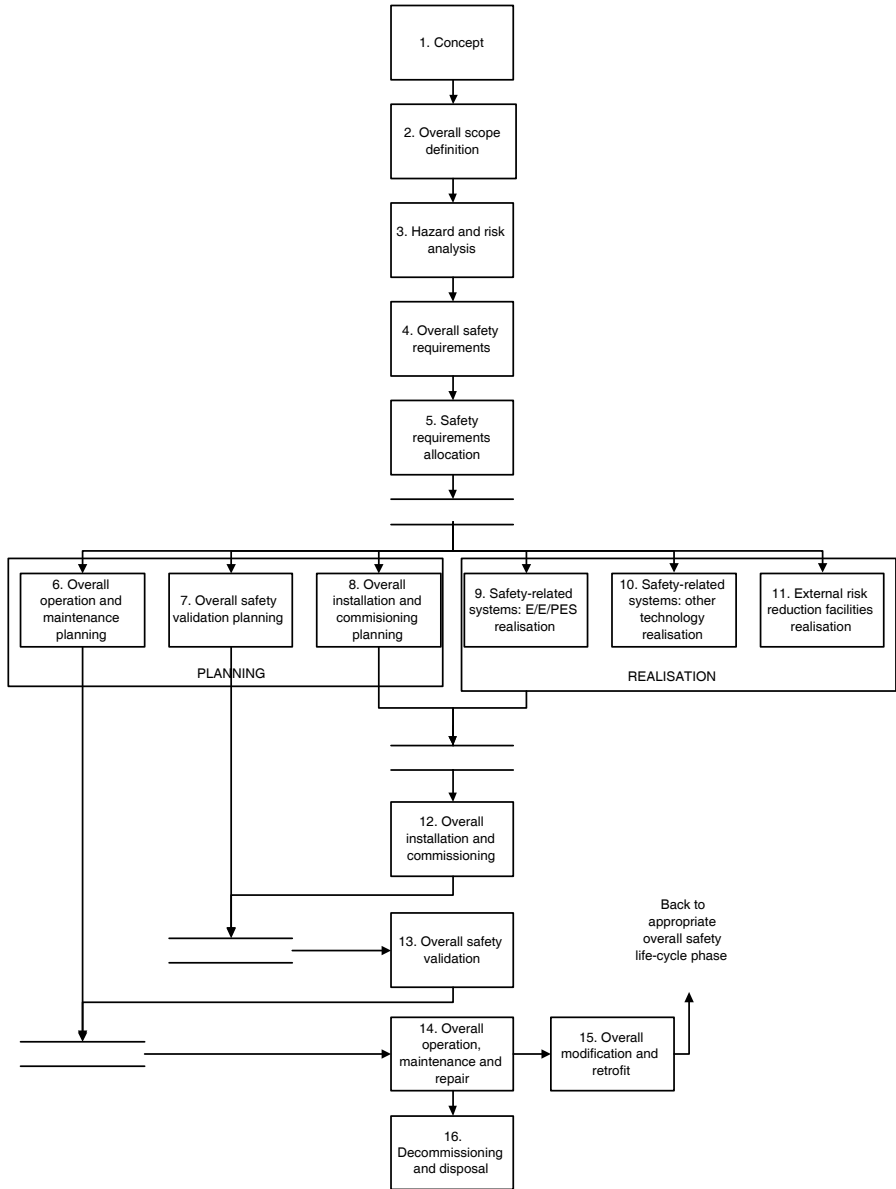 1. Concept
2. Overall scope
definition
3. Hazard and risk
analysis
4. Overall safety
requirements
5. Safety
requirements
allocation
6. Overall
operation and
maintenance
planning
7. Overall safety
validation planning
8. Overall
installation and
commisioning
planning
9. Safety-related
systems: E/E/PES
realisation
10. Safety-related
systems: other
technology
realisation
11. External risk
reduction facilities
realisation
PLANNING
REALISATION
12. Overall
installation and
commissioning
Back to
appropriate
overall safety
life-cycle phase
13. Overall safety
validation
14. Overall
operation,
maintenance and
repair
15. Overall
modification and
retrofit
16.
Decommissioning
and disposal